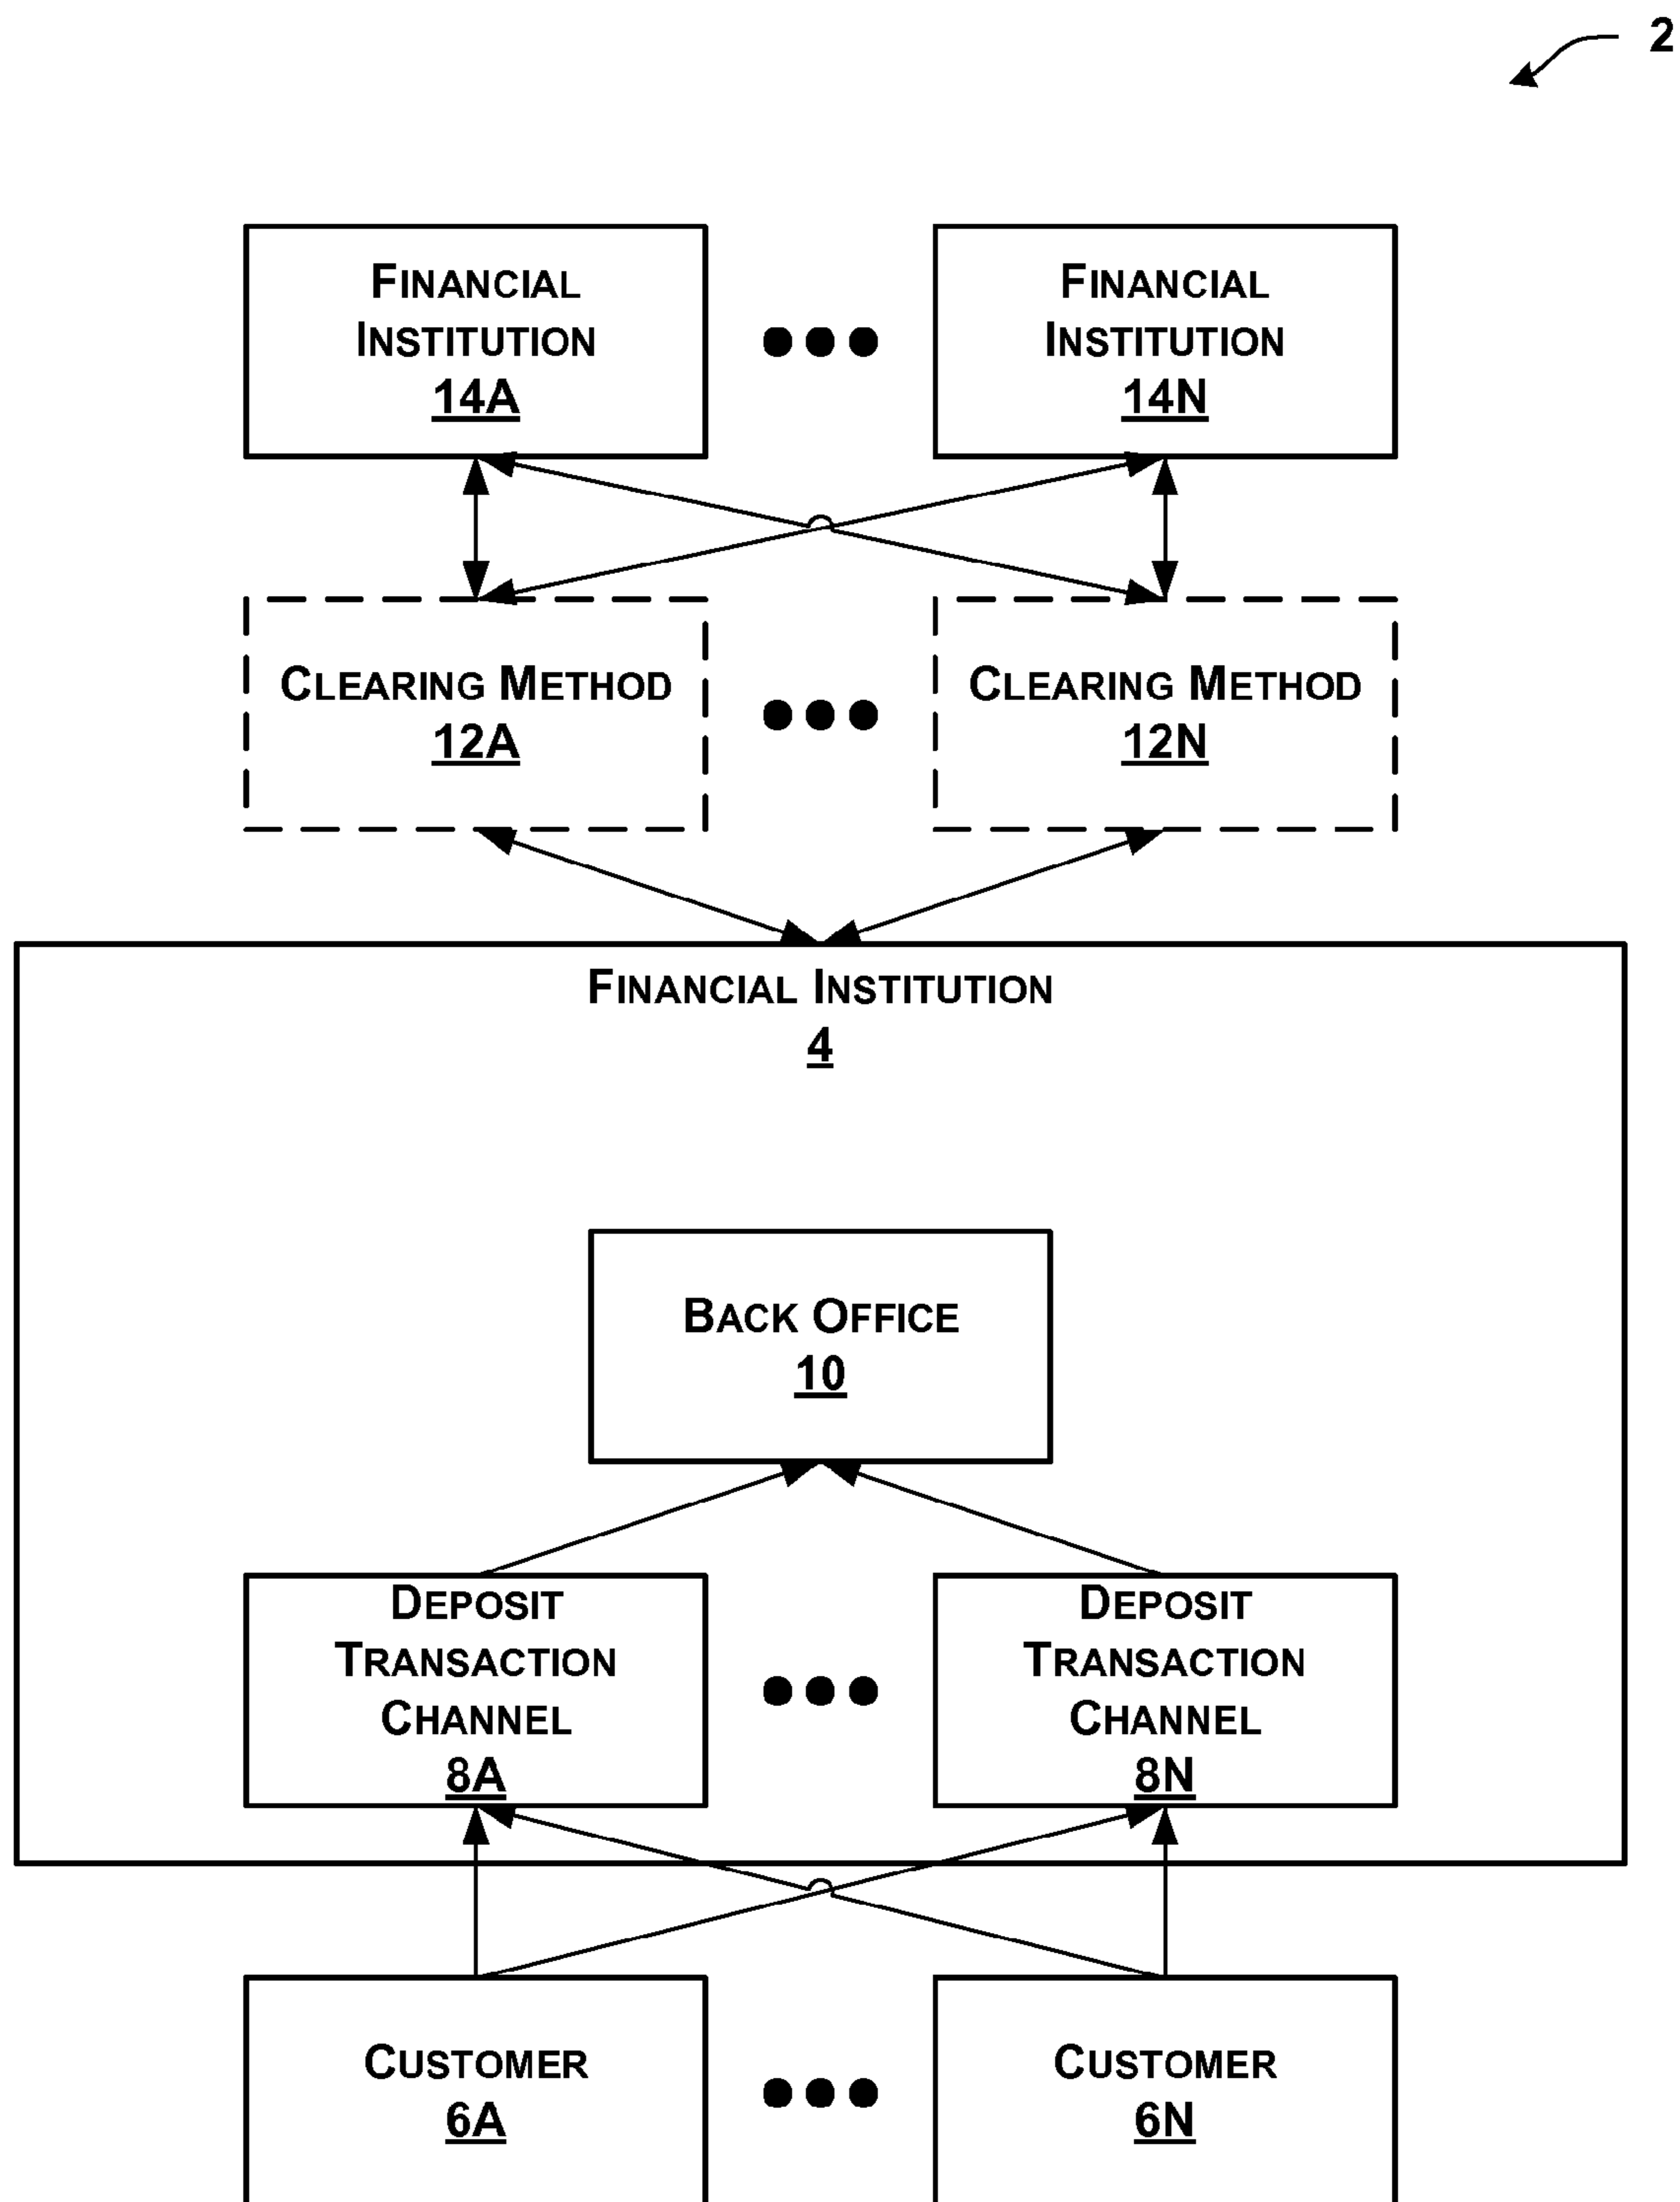 2
FINANCIAL FINANCIAL
INSTITUTION INSTITUTION
14A 14N
CLEARING METHOD CLEARING METHOD
12A 12N
FINANCIAL INSTITUTION
4
BACK OFFICE
10
DEPOSIT DEPOSIT
TRANSACTION TRANSACTION
CHANNEL CHANNEL
8A 8N
CUSTOMER CUSTOMER
6A 6N